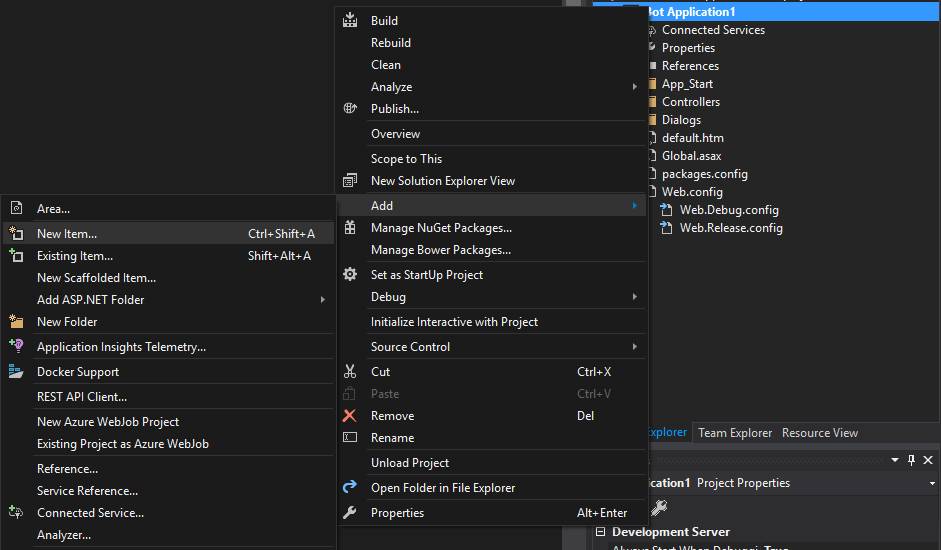 Build
Rebuild
Clean
Analyze
Publish...
Overview
Scope to This
New Solution Explorer View
Add
Manage NuGet Packages...
Manage Bower Packages...
Set as StartUp Project
Debug
Initialize Interactive with Project
Source Control
Cut Ctrl+X
Paste Ctrl+V
Remove Del
Rename
Unload Project
Open Folder in File Explorer
Properties Alt+Enter
Area...
New Item... Ctrl+Shift+A
Existing Item... Shift+Alt+A
New Scaffolded Item...
Add ASP.NET Folder
New Folder
Application Insights Telemetry...
Docker Support
REST API Client...
New Azure WebJob Project
Existing Project as Azure WebJob
Reference...
Service Reference...
Connected Service...
Analyzer...
Bot Application1
Connected Services
Properties
References
App_Start
Controllers
Dialogs
default.htm
Global.asax
packages.config
Web.config
Web.Debug.config
Web.Release.config
Explorer Team Explorer Resource View
ication1 Project Properties
Development Server